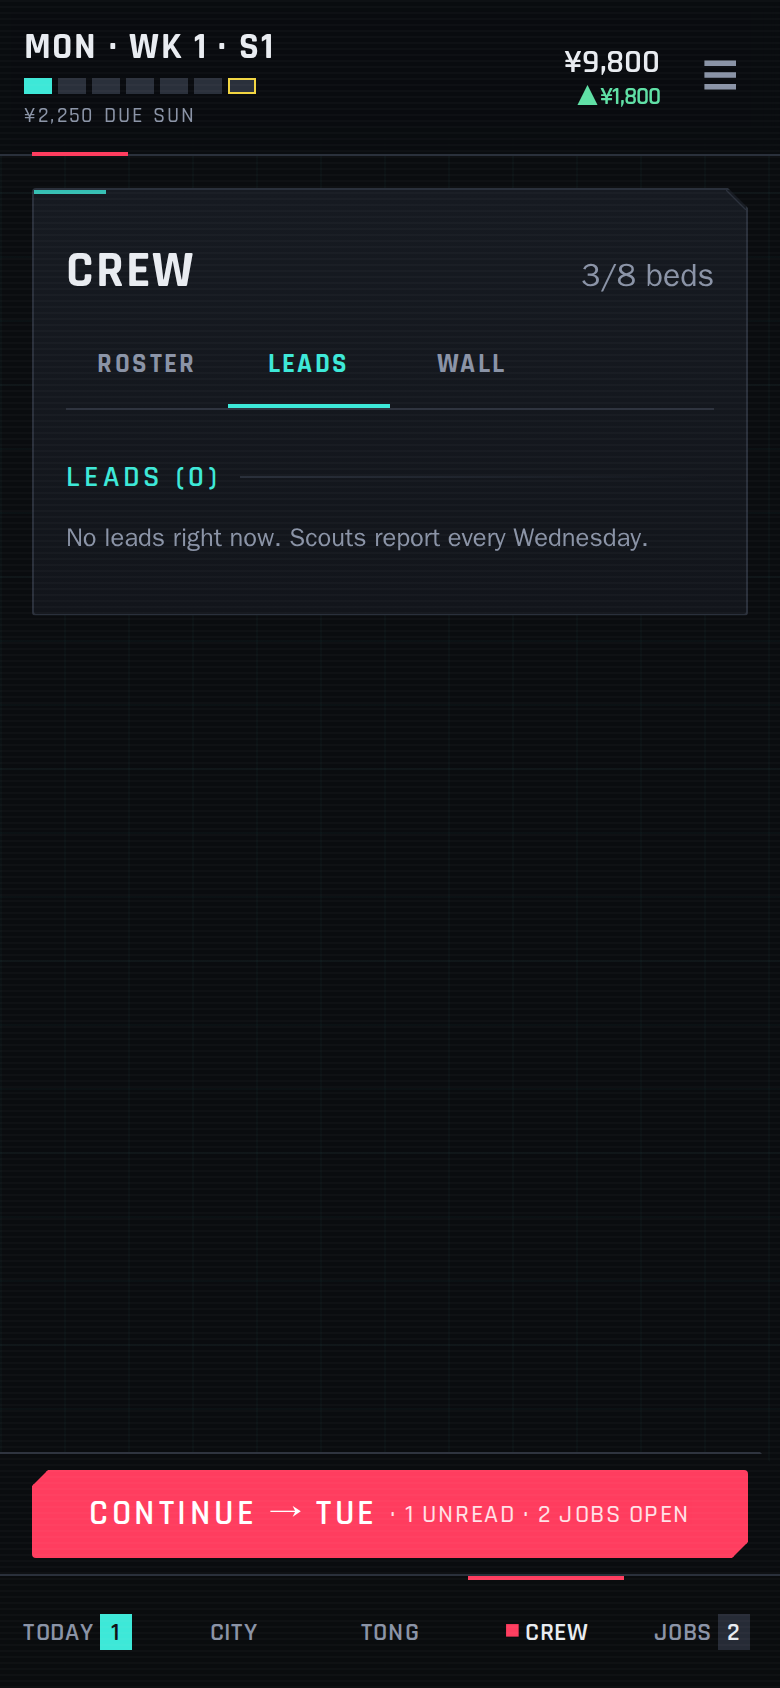 MON · WK 1 · S1
¥2,250 DUE SUN
¥9,800
▲¥1,800
CREW
3/8 beds
ROSTER LEADS WALL
LEADS (0)
No leads right now. Scouts report every Wednesday.
CONTINUE → TUE · 1 UNREAD · 2 JOBS OPEN
TODAY 1 CITY TONG CREW JOBS 2